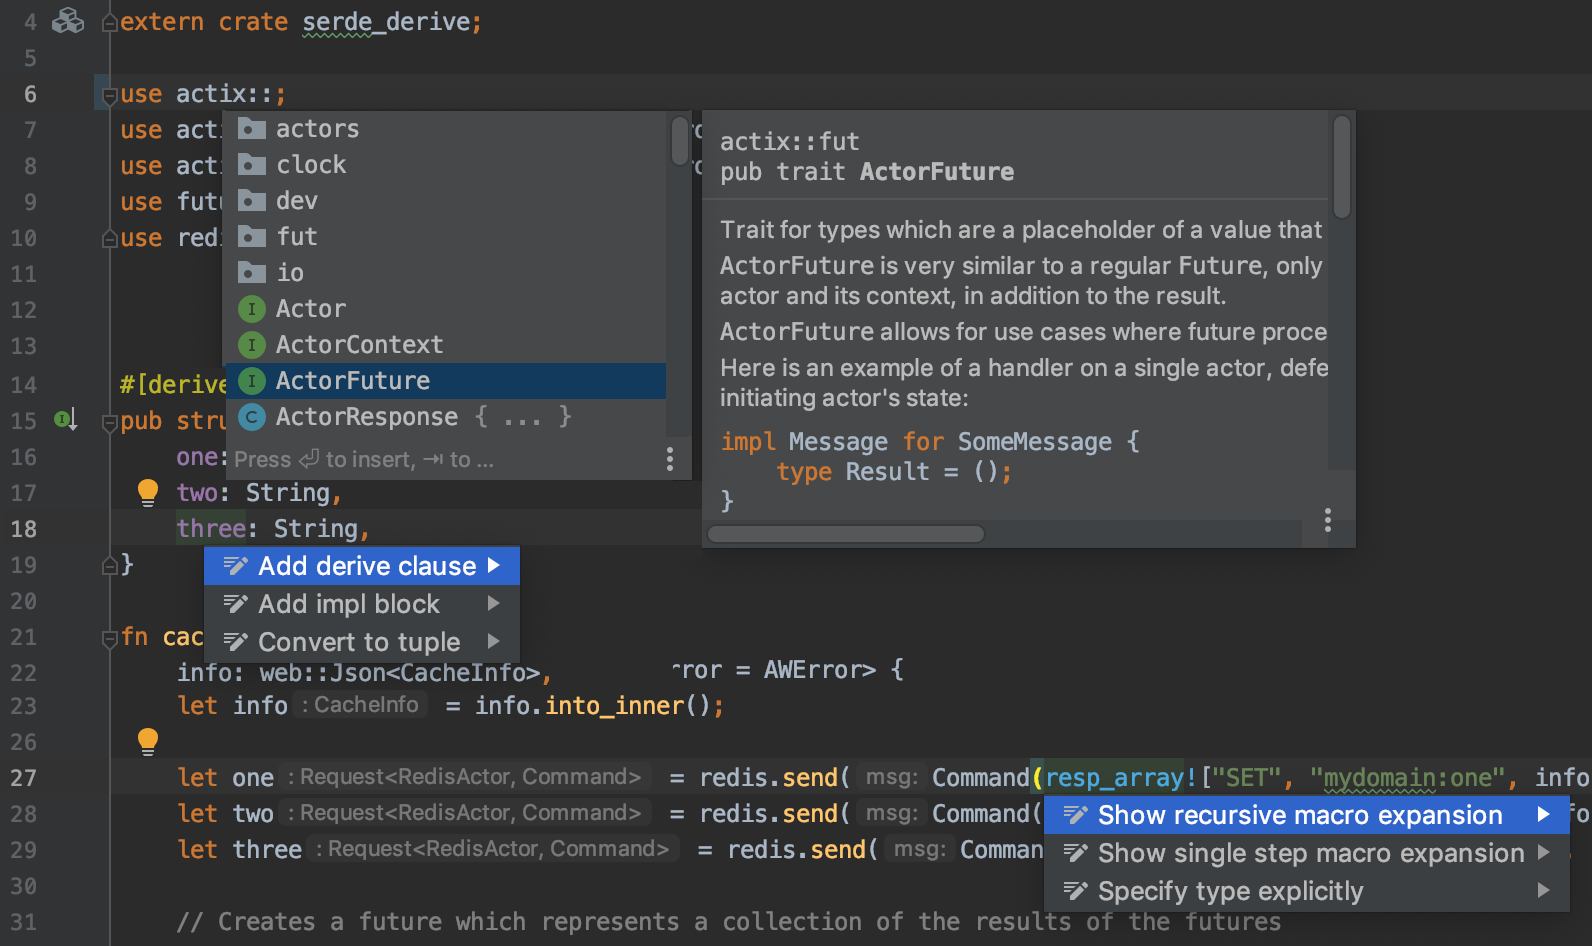 4 extern crate serde_derive;
5
6 use actix::;
7 use acti
8 use acti
9 use futu
10 use redi
11
12
13
14 #[derive
15 pub stru
16 one:
17 two: String,
18 three: String,
19 }
20
21 fn cac
22 info: web::Json<CacheInfo>, rror = AWError> {
23 let info : CacheInfo = info.into_inner();
26
27 let one : Request<RedisActor, Command> = redis.send( msg: Command(resp_array!["SET", "mydomain:one", info
28 let two : Request<RedisActor, Command> = redis.send( msg: Command( fo
29 let three : Request<RedisActor, Command> = redis.send( msg: Comman
30
31 // Creates a future which represents a collection of the results of the futures
actors
clock
dev
fut
io
I Actor
I ActorContext
I ActorFuture
C ActorResponse { ... }
Press ⏎ to insert, ⇥ to ...
actix::fut
pub trait ActorFuture
Trait for types which are a placeholder of a value that
ActorFuture is very similar to a regular Future, only
actor and its context, in addition to the result.
ActorFuture allows for use cases where future proce
Here is an example of a handler on a single actor, defe
initiating actor's state:
impl Message for SomeMessage {
type Result = ();
}
Add derive clause
Add impl block
Convert to tuple
Show recursive macro expansion
Show single step macro expansion
Specify type explicitly